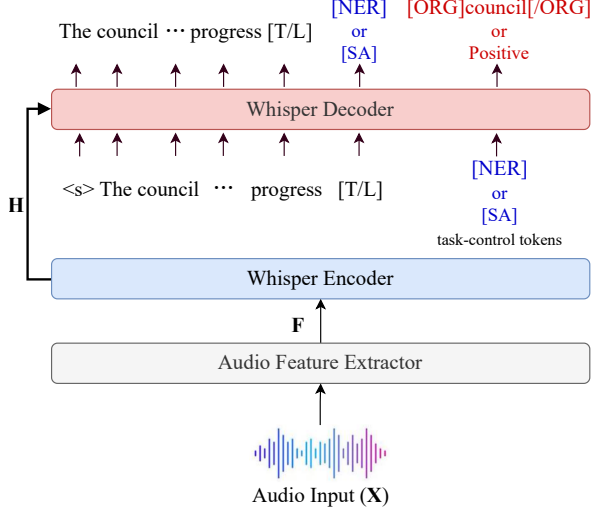 [NER] [ORG]council[/ORG]
The council ··· progress [T/L] or or
[SA] Positive
Whisper Decoder
<s> The council ··· progress [T/L] [NER]
H or
[SA]
task-control tokens
Whisper Encoder
F
Audio Feature Extractor
Audio Input (X)